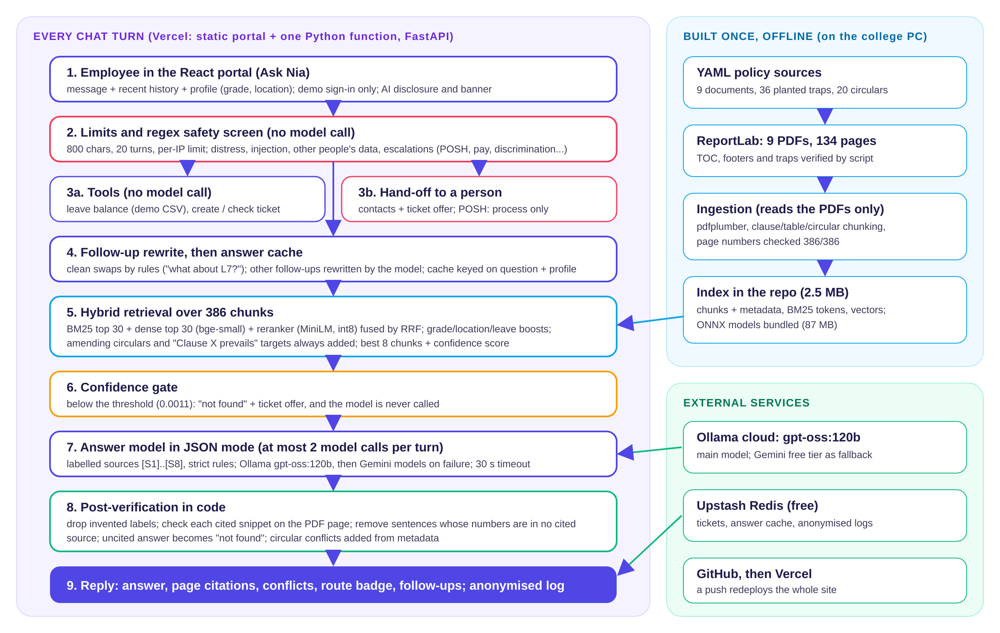 EVERY CHAT TURN (Vercel: static portal + one Python function, FastAPI)
1. Employee in the React portal (Ask Nia)
message + recent history + profile (grade, location); demo sign-in only; AI disclosure and banner
2. Limits and regex safety screen (no model call)
800 chars, 20 turns, per-IP limit; distress, injection, other people's data, escalations (POSH, pay, discrimination...)
3a. Tools (no model call)
leave balance (demo CSV), create / check ticket
3b. Hand-off to a person
contacts + ticket offer; POSH: process only
4. Follow-up rewrite, then answer cache
clean swaps by rules ("what about L7?"); other follow-ups rewritten by the model; cache keyed on question + profile
5. Hybrid retrieval over 386 chunks
BM25 top 30 + dense top 30 (bge-small) + reranker (MiniLM, int8) fused by RRF; grade/location/leave boosts;
amending circulars and "Clause X prevails" targets always added; best 8 chunks + confidence score
6. Confidence gate
below the threshold (0.0011): "not found" + ticket offer, and the model is never called
7. Answer model in JSON mode (at most 2 model calls per turn)
labelled sources [S1]..[S8], strict rules; Ollama gpt-oss:120b, then Gemini models on failure; 30 s timeout
8. Post-verification in code
drop invented labels; check each cited snippet on the PDF page; remove sentences whose numbers are in no cited
source; uncited answer becomes "not found"; circular conflicts added from metadata
9. Reply: answer, page citations, conflicts, route badge, follow-ups; anonymised log
BUILT ONCE, OFFLINE (on the college PC)
YAML policy sources
9 documents, 36 planted traps, 20 circulars
ReportLab: 9 PDFs, 134 pages
TOC, footers and traps verified by script
Ingestion (reads the PDFs only)
pdfplumber, clause/table/circular chunking,
page numbers checked 386/386
Index in the repo (2.5 MB)
chunks + metadata, BM25 tokens, vectors;
ONNX models bundled (87 MB)
EXTERNAL SERVICES
Ollama cloud: gpt-oss:120b
main model; Gemini free tier as fallback
Upstash Redis (free)
tickets, answer cache, anonymised logs
GitHub, then Vercel
a push redeploys the whole site